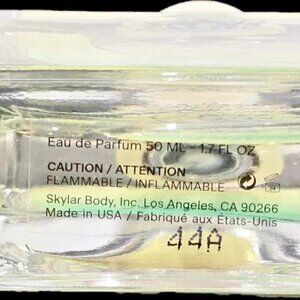 Eau de Parfum 50 ML - 1.7 FL OZ
CAUTION / ATTENTION
FLAMMABLE / INFLAMMABLE
Skylar Body, Inc. Los Angeles, CA 90266
Made in USA / Fabriqué aux États-Unis
44A